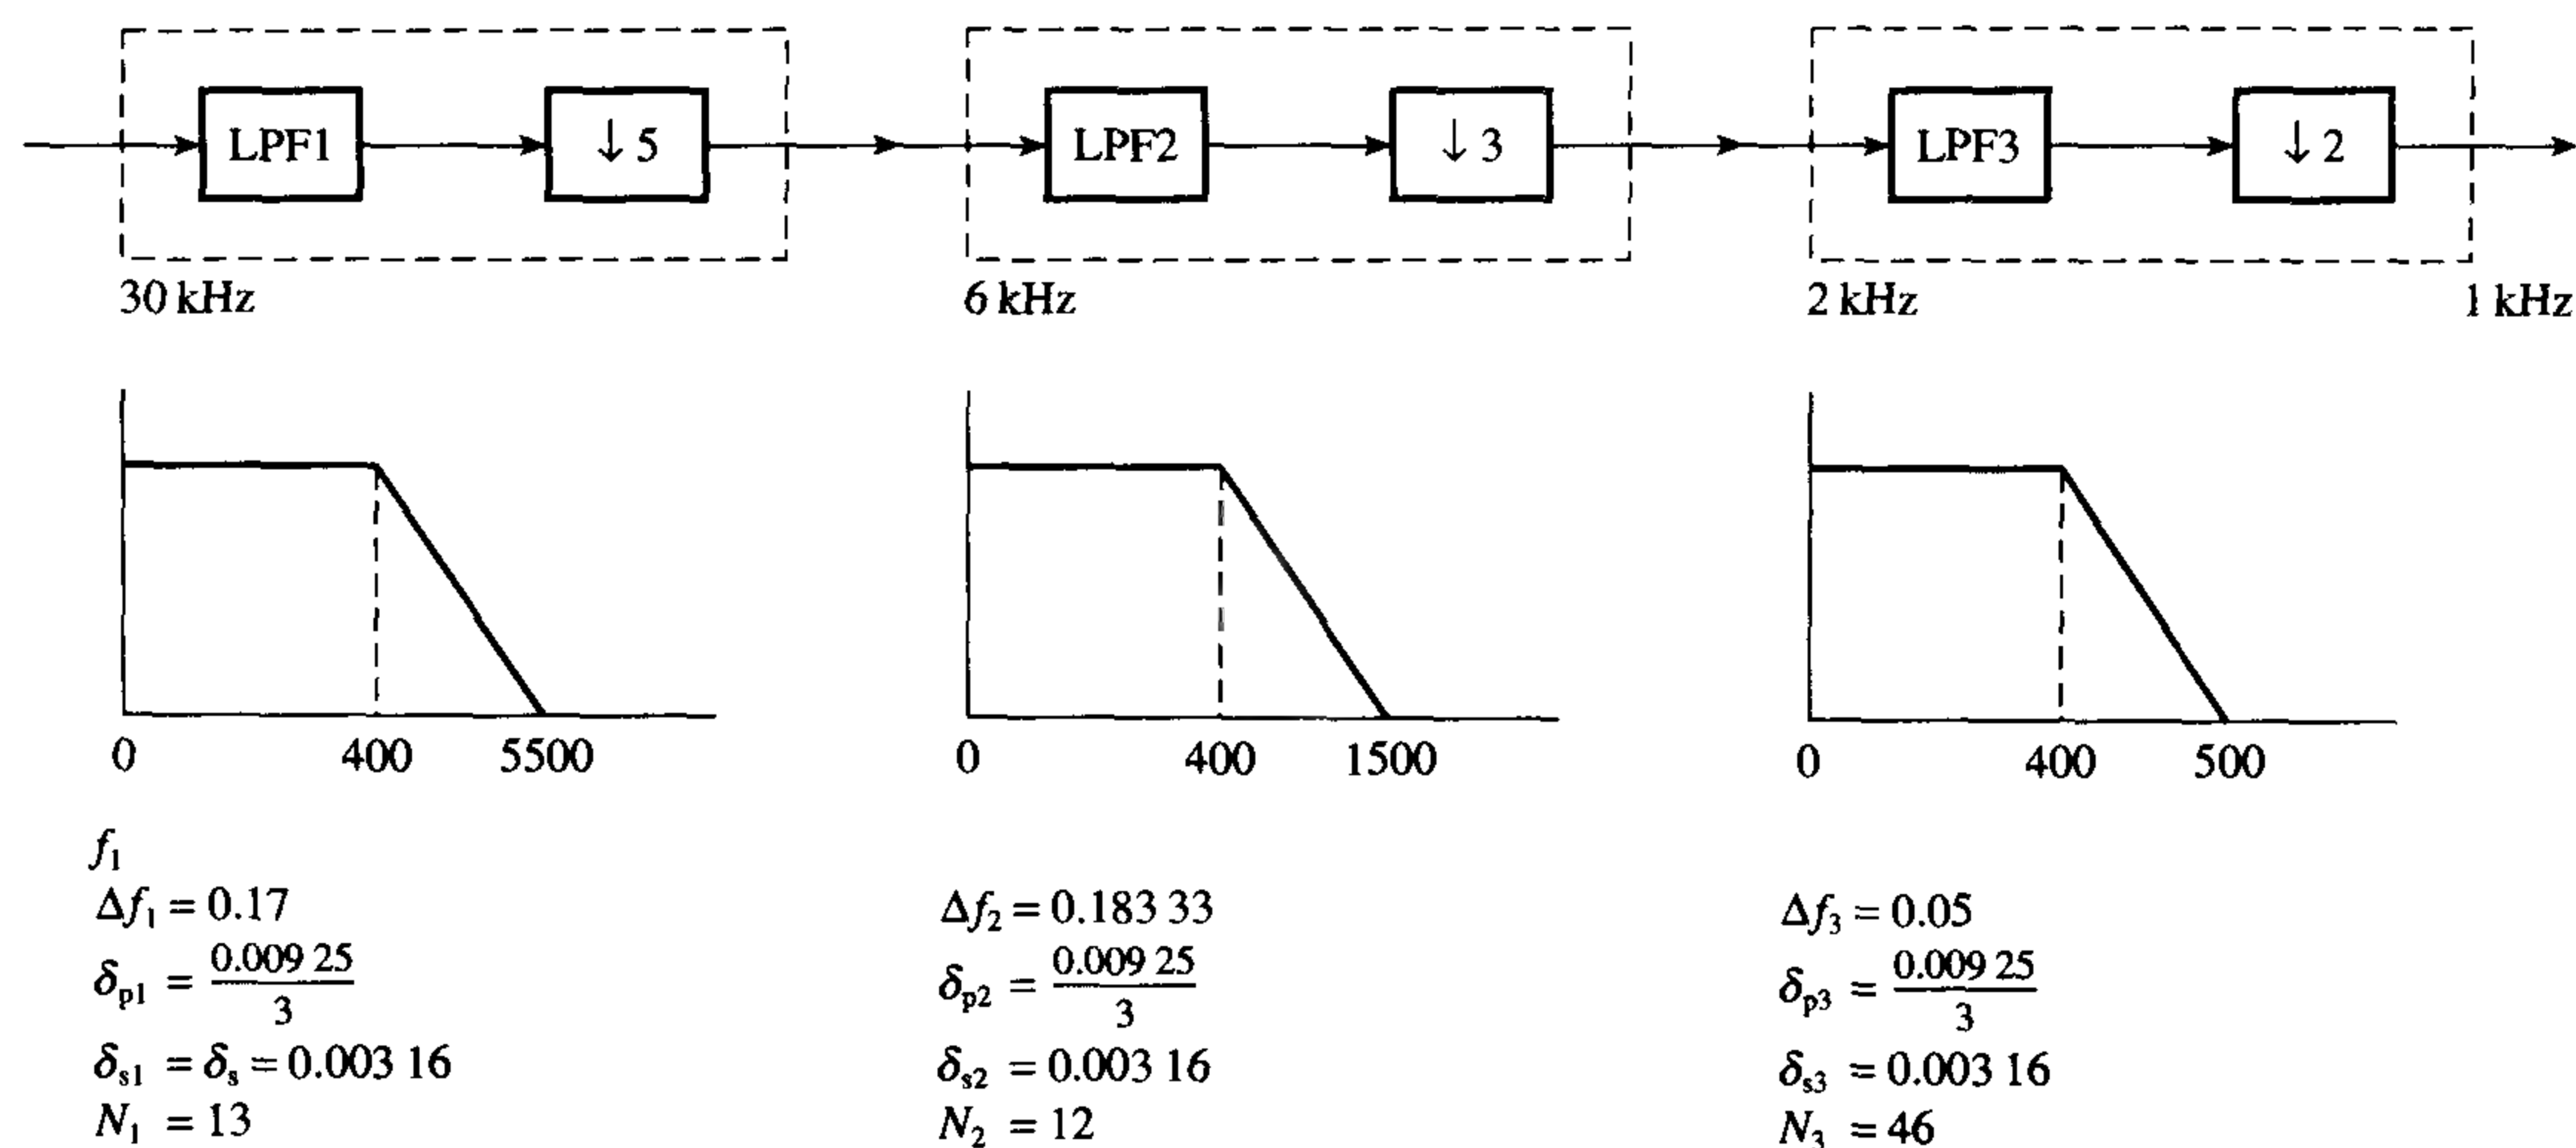 LPF1 ↓ 5 LPF2 ↓ 3 LPF3 ↓ 2
30 kHz 6 kHz 2 kHz 1 kHz
0 400 5500 0 400 1500 0 400 500
f₁
Δf₁ = 0.17
δₚ₁ = 0.009 25 / 3
δₛ₁ = δₛ = 0.003 16
N₁ = 13
Δf₂ = 0.183 33
δₚ₂ = 0.009 25 / 3
δₛ₂ = 0.003 16
N₂ = 12
Δf₃ = 0.05
δₚ₃ = 0.009 25 / 3
δₛ₃ = 0.003 16
N₃ = 46